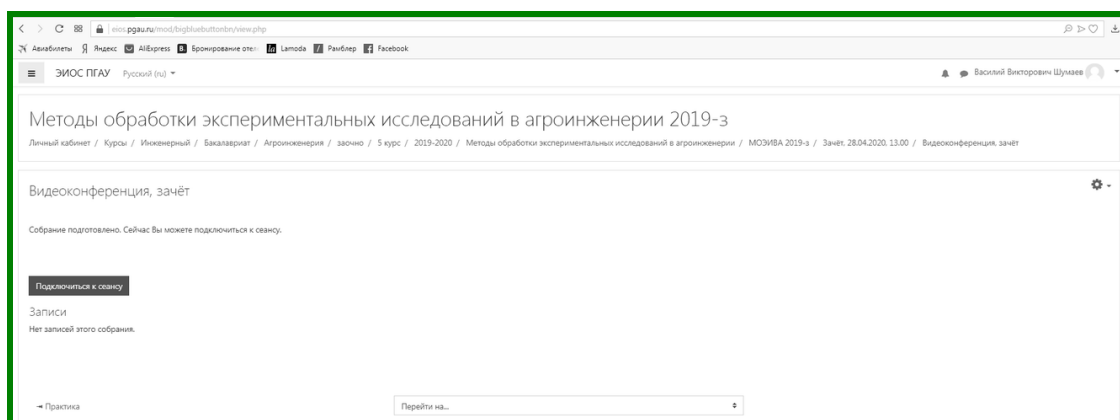 eios.pgau.ru/mod/bigbluebuttonbn/view.php
Авиабилеты Яндекс AliExpress Бронирование отел Lamoda Рамблер Facebook
ЭИОС ПГАУ Русский (ru) Василий Викторович Шумаев
Методы обработки экспериментальных исследований в агроинженерии 2019-з
Личный кабинет / Курсы / Инженерный / Бакалавриат / Агроинженерия / заочно / 5 курс / 2019-2020 / Методы обработки экспериментальных исследований в агроинженерии / МОЭИВА 2019-з / Зачёт. 28.04.2020. 13.00 / Видеоконференция, зачёт
Видеоконференция, зачёт
Собрание подготовлено. Сейчас Вы можете подключиться к сеансу.
Подключиться к сеансу
Записи
Нет записей этого собрания.
◄ Практика Перейти на...